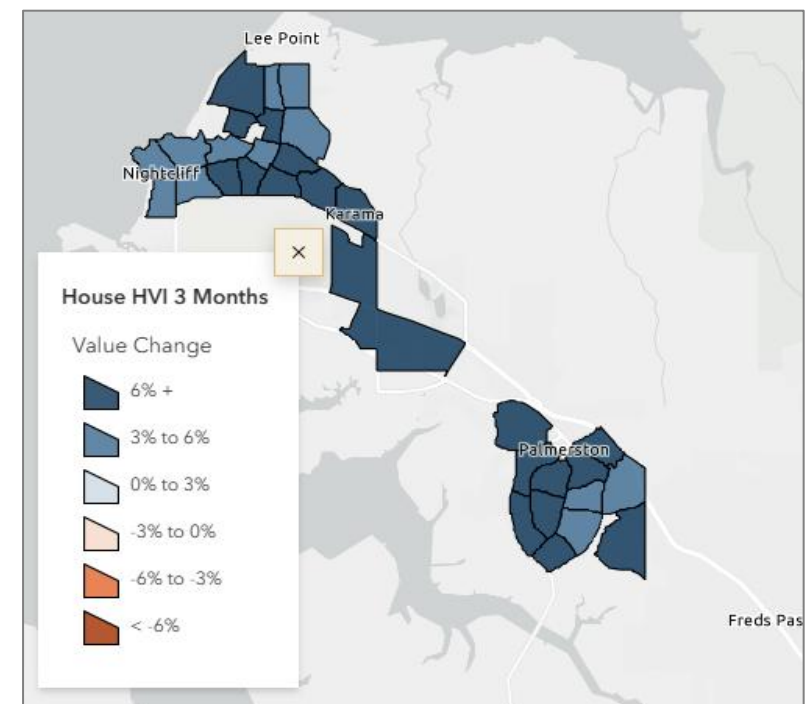 Lee Point
Nightcliff
Karama
×
House HVI 3 Months
Value Change
6% +
3% to 6%
0% to 3%
-3% to 0%
-6% to -3%
< -6%
Palmerston
Freds Pas